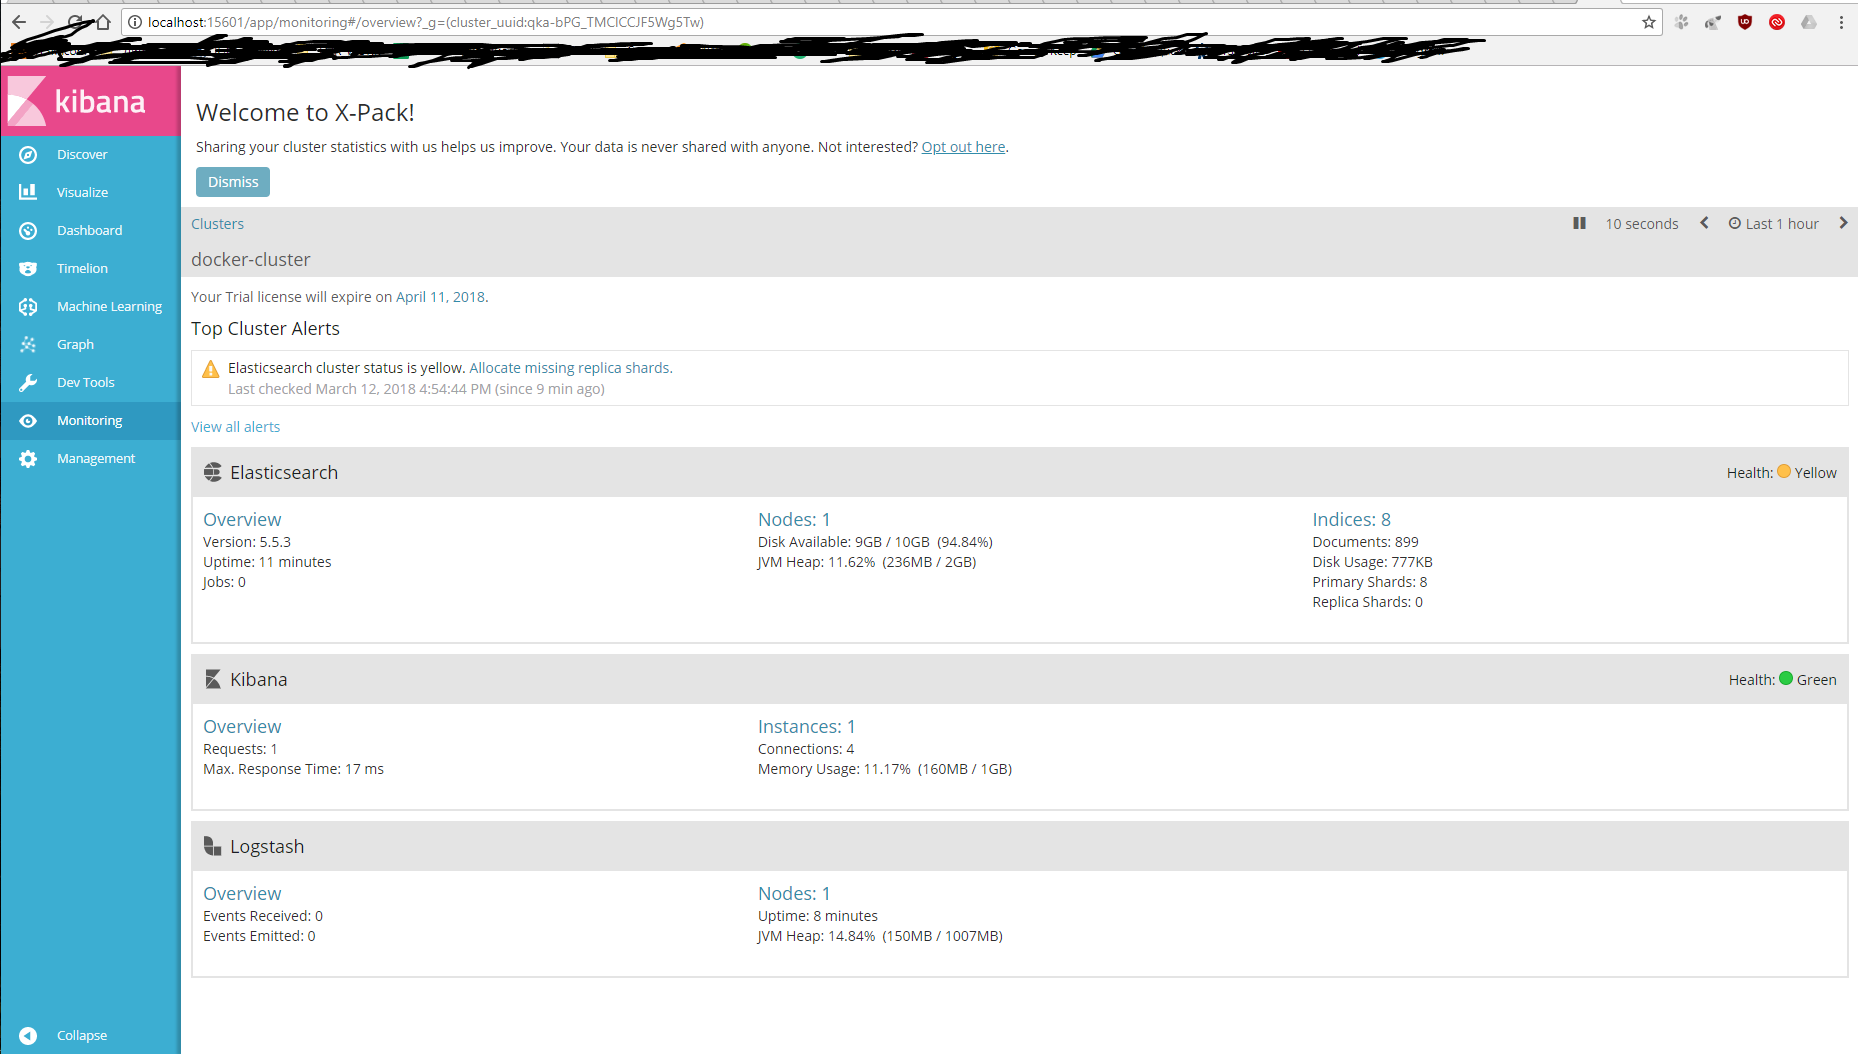 localhost:15601/app/monitoring#/overview?_g=(cluster_uuid:qka-bPG_TMCICCJF5Wg5Tw)
kibana
Discover
Visualize
Dashboard
Timelion
Machine Learning
Graph
Dev Tools
Monitoring
Management
Collapse
Welcome to X-Pack!
Sharing your cluster statistics with us helps us improve. Your data is never shared with anyone. Not interested? Opt out here.
Dismiss
Clusters
10 seconds
Last 1 hour
docker-cluster
Your Trial license will expire on April 11, 2018.
Top Cluster Alerts
Elasticsearch cluster status is yellow. Allocate missing replica shards.
Last checked March 12, 2018 4:54:44 PM (since 9 min ago)
View all alerts
Elasticsearch
Health: Yellow
Overview
Version: 5.5.3
Uptime: 11 minutes
Jobs: 0
Nodes: 1
Disk Available: 9GB / 10GB (94.84%)
JVM Heap: 11.62% (236MB / 2GB)
Indices: 8
Documents: 899
Disk Usage: 777KB
Primary Shards: 8
Replica Shards: 0
Kibana
Health: Green
Overview
Requests: 1
Max. Response Time: 17 ms
Instances: 1
Connections: 4
Memory Usage: 11.17% (160MB / 1GB)
Logstash
Overview
Events Received: 0
Events Emitted: 0
Nodes: 1
Uptime: 8 minutes
JVM Heap: 14.84% (150MB / 1007MB)